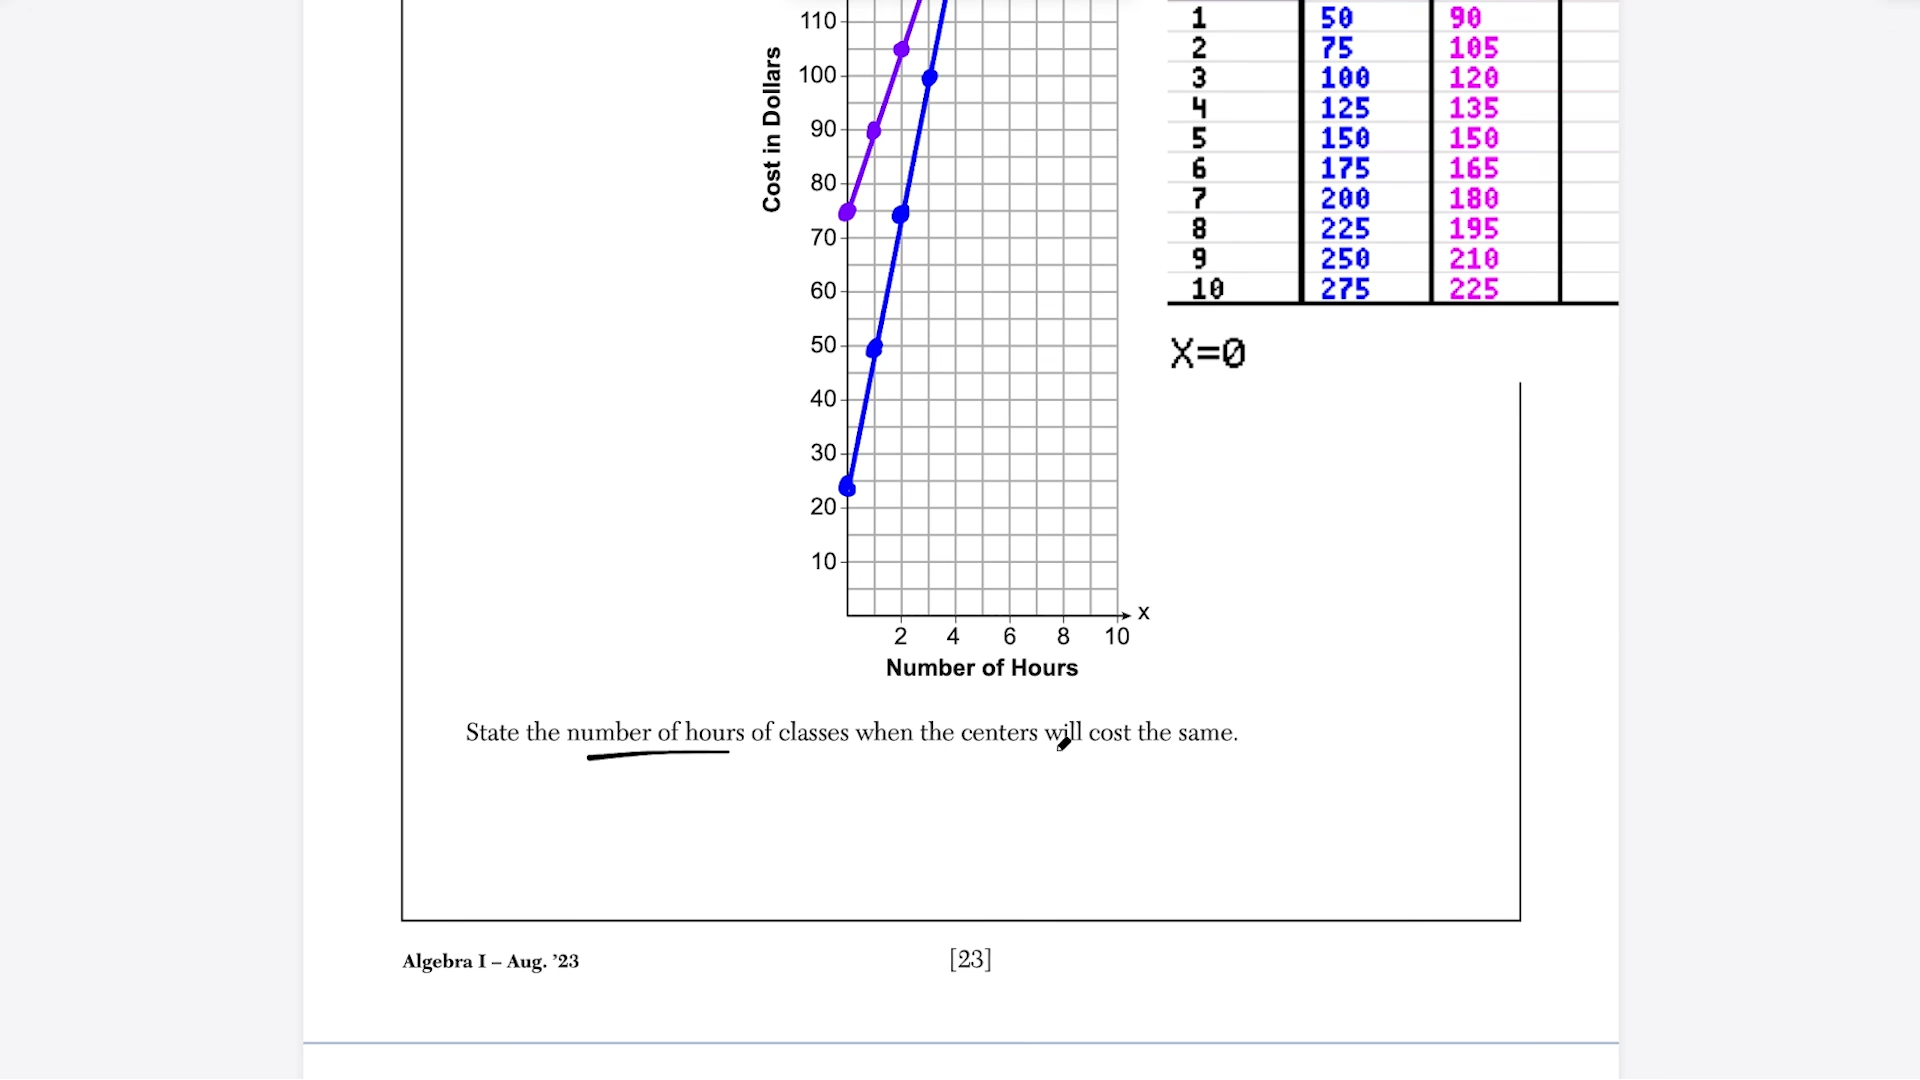 110
100
90
80
70
60
50
40
30
20
10
Cost in Dollars
2 4 6 8 10
x
Number of Hours
1 50 90
2 75 105
3 100 120
4 125 135
5 150 150
6 175 165
7 200 180
8 225 195
9 250 210
10 275 225
X=0
State the number of hours of classes when the centers will cost the same.
Algebra I – Aug. ’23
[23]